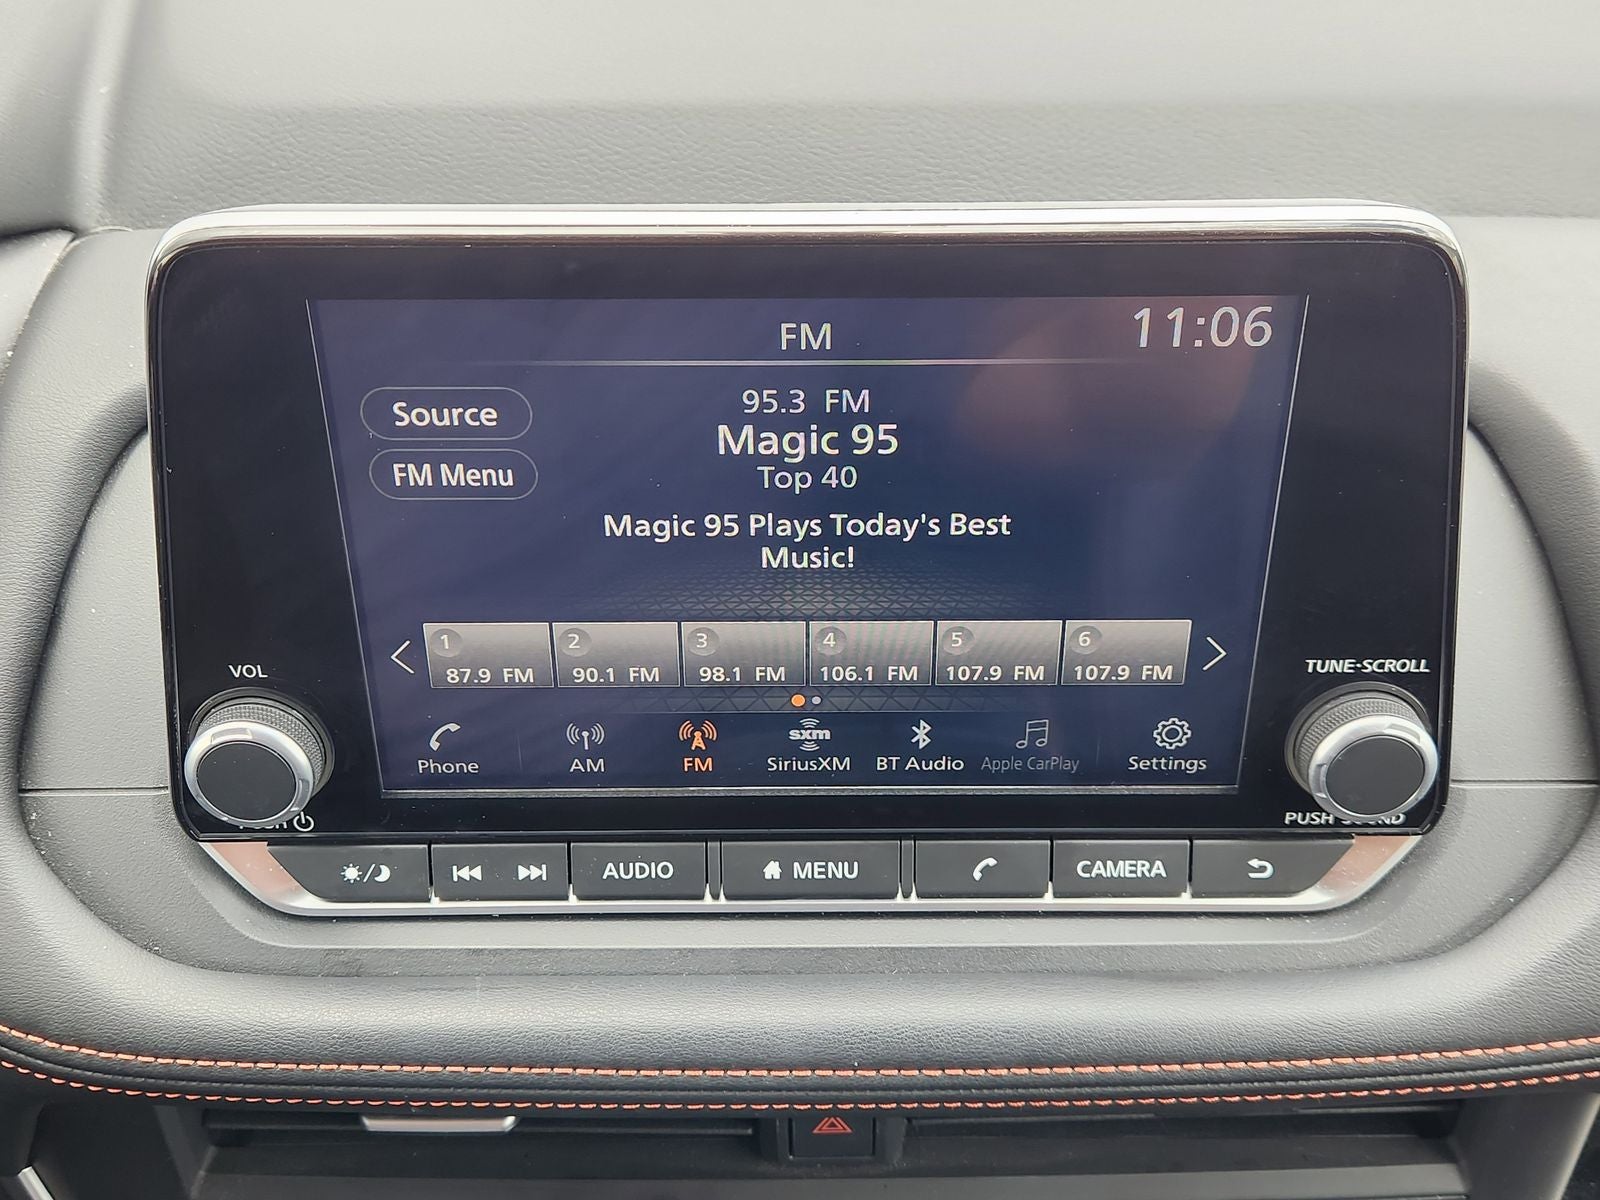 FM
11:06
Source
95.3 FM
Magic 95
FM Menu
Top 40
Magic 95 Plays Today's Best
Music!
1
87.9 FM
2
90.1 FM
3
98.1 FM
4
106.1 FM
5
107.9 FM
6
107.9 FM
VOL
TUNE·SCROLL
Phone
AM
FM
sxm
SiriusXM
BT Audio
Apple CarPlay
Settings
PUSH
PUSH SOUND
AUDIO
MENU
CAMERA